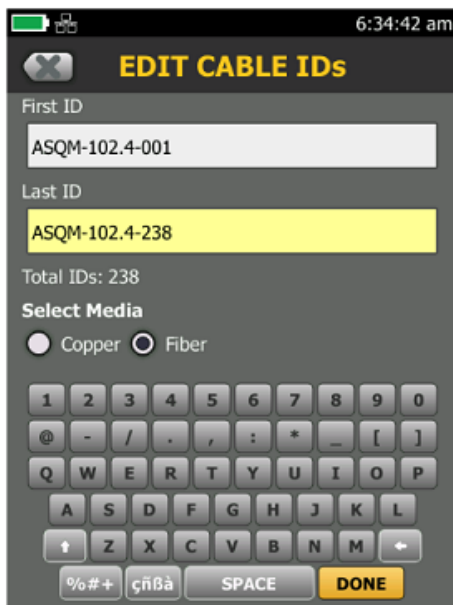 6:34:42 am
EDIT CABLE IDs
First ID
ASQM-102.4-001
Last ID
ASQM-102.4-238
Total IDs: 238
Select Media
Copper Fiber
1 2 3 4 5 6 7 8 9 0
@ - / . , : * _ [ ]
Q W E R T Y U I O P
A S D F G H J K L
Z X C V B N M
%#+ çñßà SPACE DONE